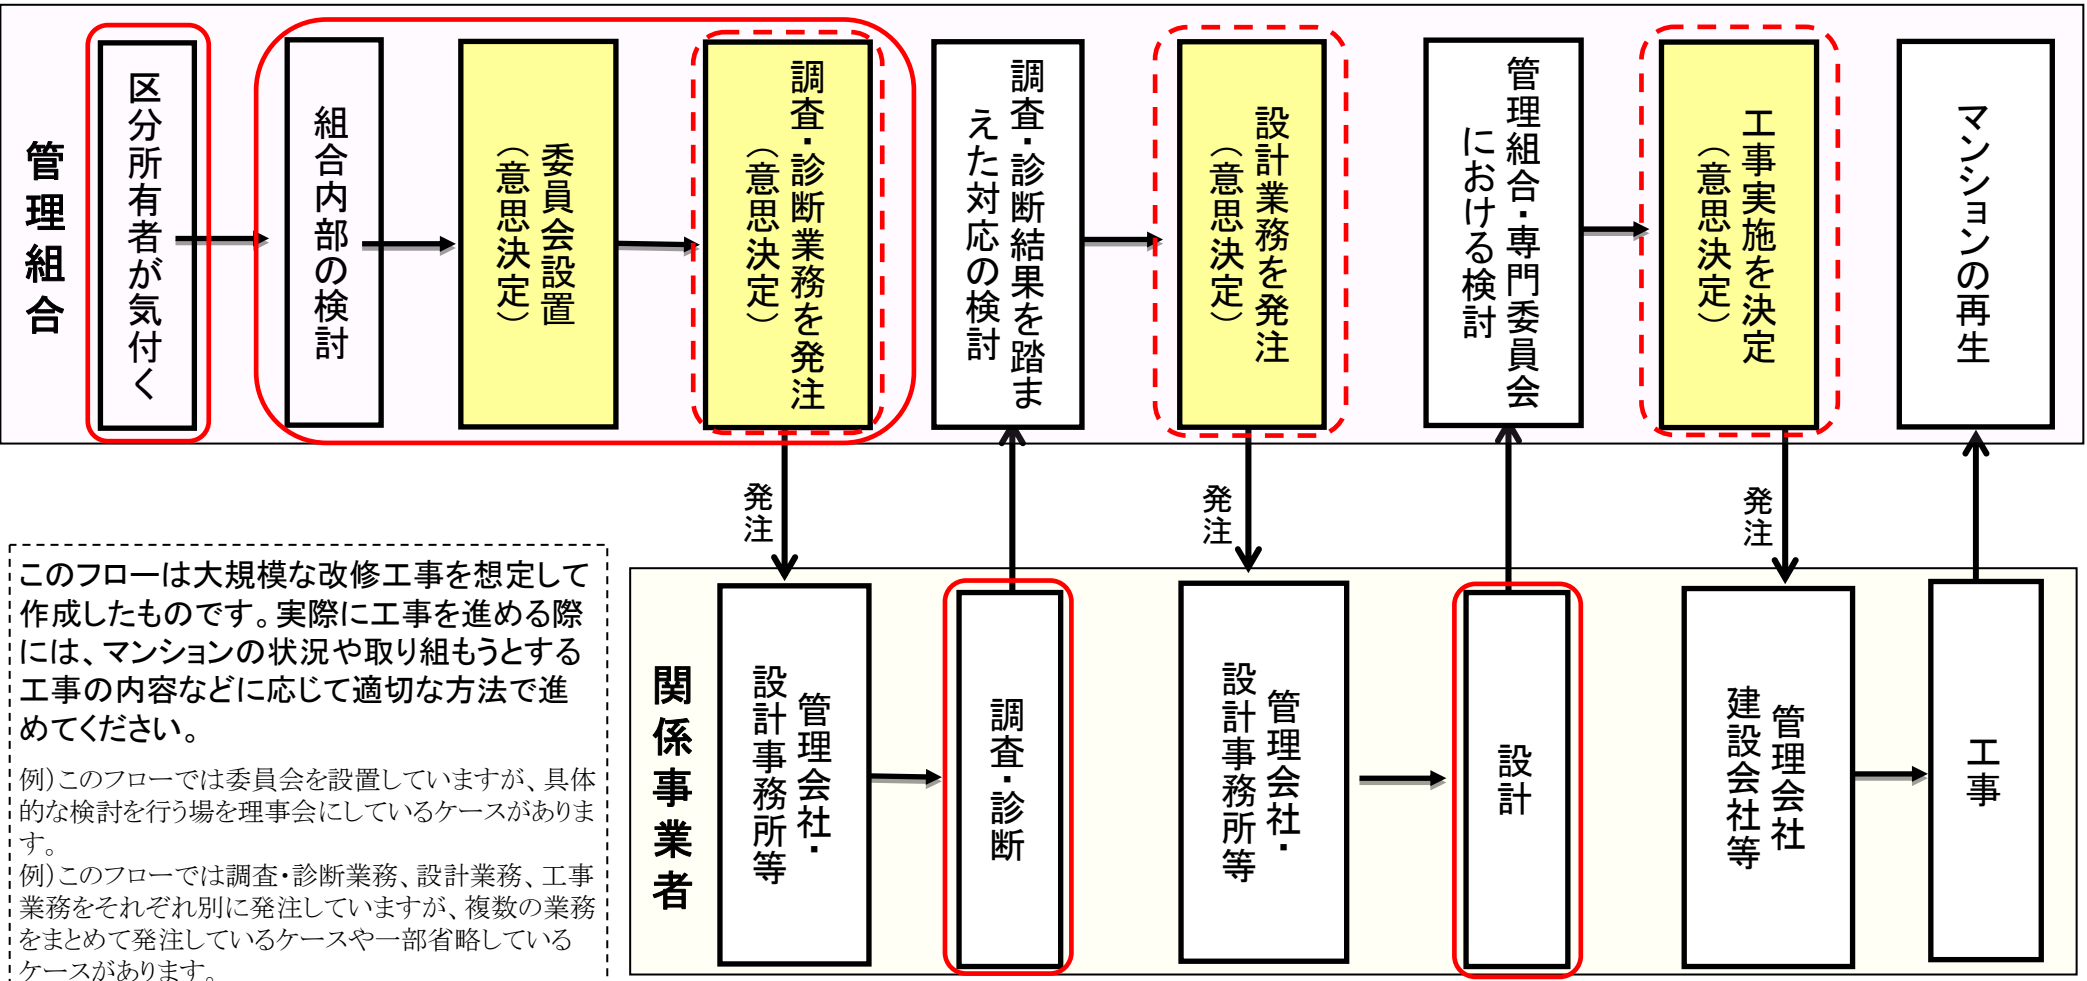 管理組合
区分所有者が気付く
組合内部の検討
委員会設置
（意思決定）
調査・診断業務を発注
（意思決定）
調査・診断結果を踏ま
えた対応の検討
設計業務を発注
（意思決定）
管理組合・専門委員会
における検討
工事実施を決定
（意思決定）
マンションの再生
発注
発注
発注
このフローは大規模な改修工事を想定して
作成したものです。実際に工事を進める際
には、マンションの状況や取り組もうとする
工事の内容などに応じて適切な方法で進
めてください。
例）このフローでは委員会を設置していますが、具体
的な検討を行う場を理事会にしているケースがありま
す。
例）このフローでは調査・診断業務、設計業務、工事
業務をそれぞれ別に発注していますが、複数の業務
をまとめて発注しているケースや一部省略している
ケースがあります。
関係事業者
管理会社・
設計事務所等
調査・診断
管理会社・
設計事務所等
設計
管理会社
建設会社等
工事